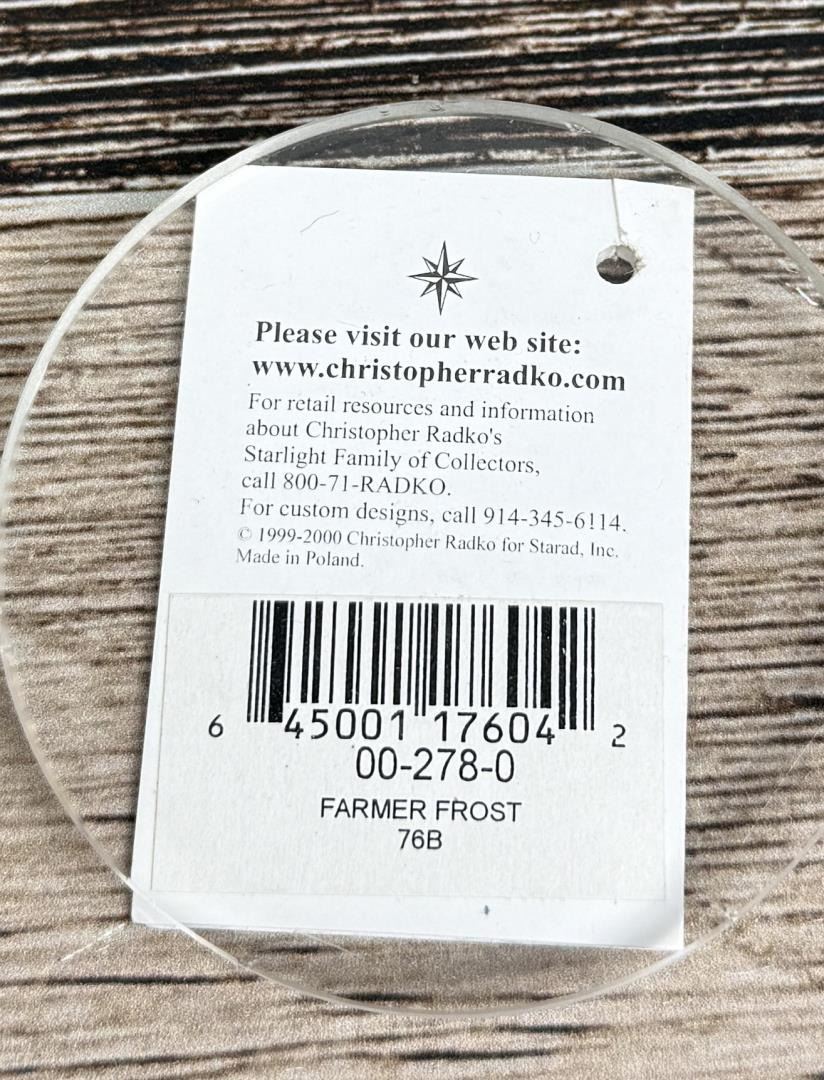 Please visit our web site:
www.christopherradko.com
For retail resources and information
about Christopher Radko's
Starlight Family of Collectors,
call 800-71-RADKO.
For custom designs, call 914-345-6114.
© 1999-2000 Christopher Radko for Starad, Inc.
Made in Poland.
6 45001 17604 2
00-278-0
FARMER FROST
76B